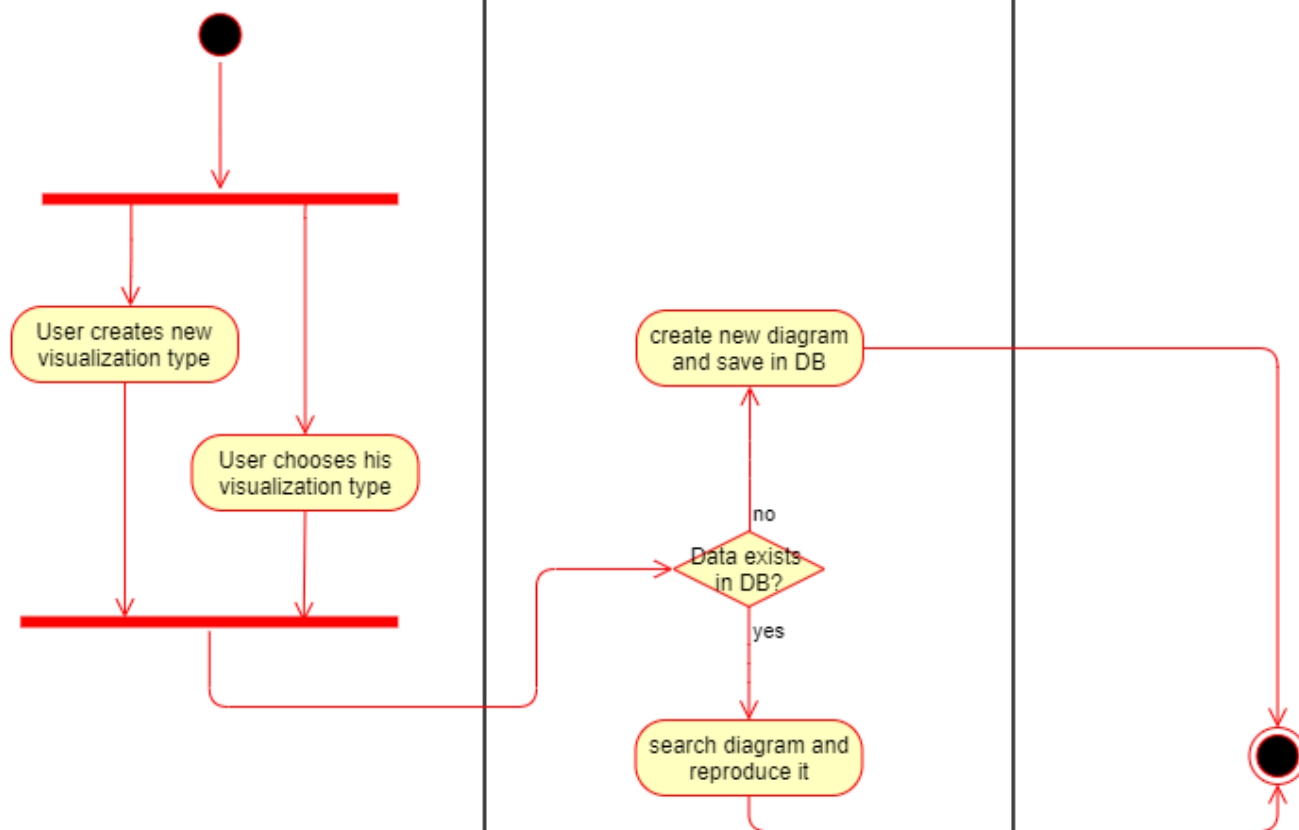 User creates new
visualization type
User chooses his
visualization type
create new diagram
and save in DB
no
Data exists
in DB?
yes
search diagram and
reproduce it